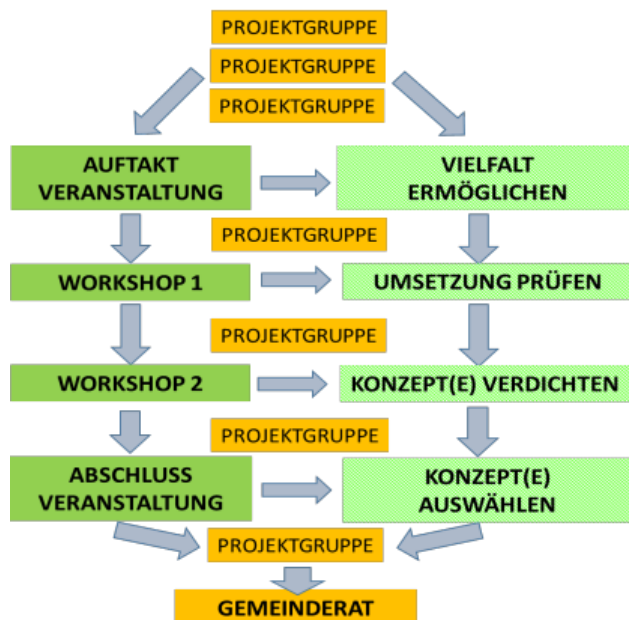 PROJEKTGRUPPE
PROJEKTGRUPPE
PROJEKTGRUPPE
AUFTAKT
VERANSTALTUNG
VIELFALT
ERMÖGLICHEN
PROJEKTGRUPPE
WORKSHOP 1
UMSETZUNG PRÜFEN
PROJEKTGRUPPE
WORKSHOP 2
KONZEPT(E) VERDICHTEN
PROJEKTGRUPPE
ABSCHLUSS
VERANSTALTUNG
KONZEPT(E)
AUSWÄHLEN
PROJEKTGRUPPE
GEMEINDERAT